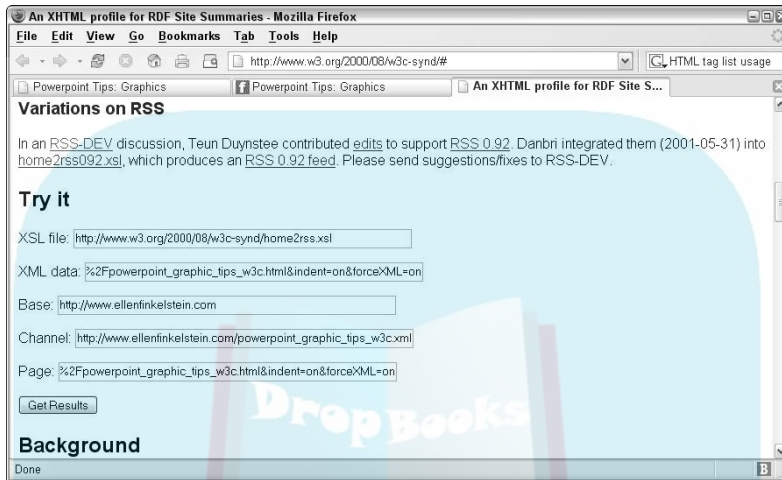 An XHTML profile for RDF Site Summaries - Mozilla Firefox
File Edit View Go Bookmarks Tab Tools Help
http://www.w3.org/2000/08/w3c-synd/#
G HTML tag list usage
Powerpoint Tips: Graphics
Powerpoint Tips: Graphics
An XHTML profile for RDF Site S...
Variations on RSS
In an RSS-DEV discussion, Teun Duynstee contributed edits to support RSS 0.92. Danbri integrated them (2001-05-31) into
home2rss092.xsl, which produces an RSS 0.92 feed. Please send suggestions/fixes to RSS-DEV.
Try it
XSL file: http://www.w3.org/2000/08/w3c-synd/home2rss.xsl
XML data: %2Fpowerpoint_graphic_tips_w3c.html&indent=on&forceXML=on
Base: http://www.ellenfinkelstein.com
Channel: http://www.ellenfinkelstein.com/powerpoint_graphic_tips_w3c.xml
Page: %2Fpowerpoint_graphic_tips_w3c.html&indent=on&forceXML=on
Get Results
DropBooks
Background
Done
B